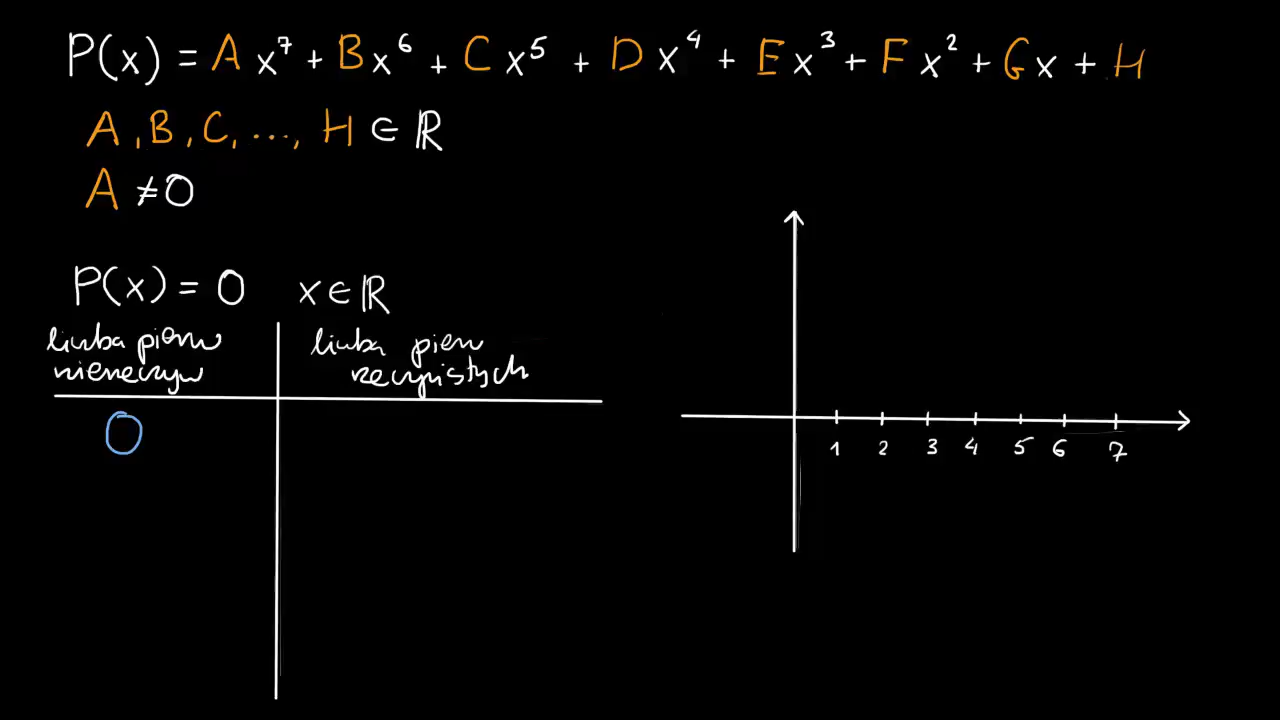 P(x) = A x⁷ + B x⁶ + C x⁵ + D x⁴ + E x³ + F x² + G x + H
A, B, C, ..., H ∈ ℝ
A ≠ 0
P(x) = 0 x ∈ ℝ
liczba pierw
nierzeczyw
liczba pierw
rzeczywistych
0
1 2 3 4 5 6 7